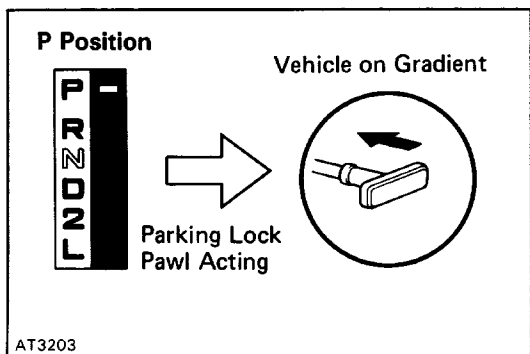 P Position
Vehicle on Gradient
P
R
N
D
2
L
Parking Lock
Pawl Acting
AT3203